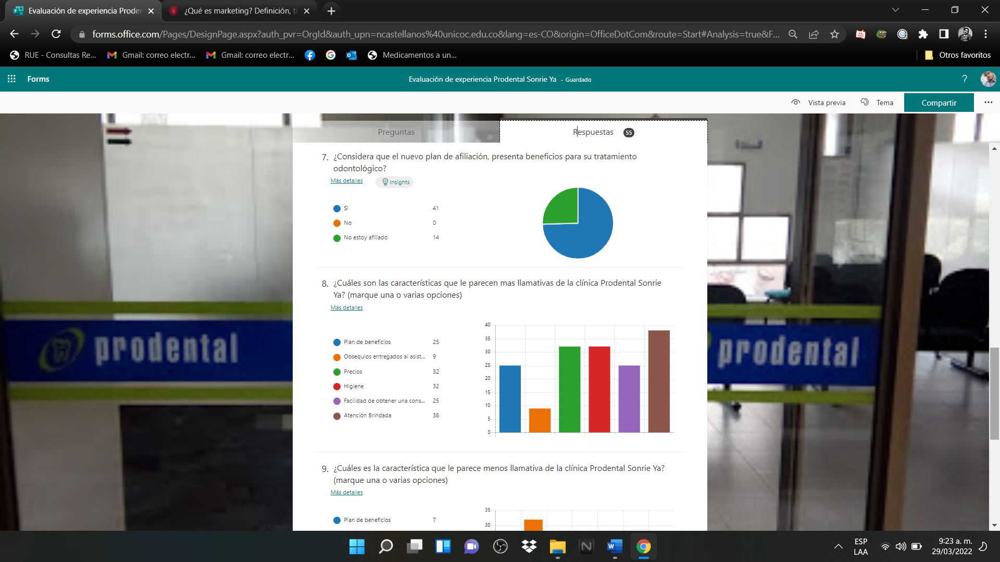 Evaluación de experiencia Proden
¿Qué es marketing? Definición, ti
forms.office.com/Pages/DesignPage.aspx?auth_pvr=OrgId&auth_upn=ncastellanos%40unicoc.edu.co&lang=es-CO&origin=OfficeDotCom&route=Start#Analysis=true&F...
RUE - Consultas Re...
Gmail: correo electr...
Gmail: correo electr...
Medicamentos a un...
Otros favoritos
Forms
Evaluación de experiencia Prodental Sonrie Ya - Guardado
?
Vista previa
Tema
Compartir
Preguntas
Respuestas 55
7. ¿Considera que el nuevo plan de afiliación, presenta beneficios para su tratamiento
odontológico?
Más detalles
Insights
Si 41
No 0
No estoy afiliado 14
8. ¿Cuáles son las características que le parecen mas llamativas de la clínica Prodental Sonrie
Ya? (marque una o varias opciones)
Más detalles
Plan de beneficios 25
Obsequios entregados al asist... 9
Precios 32
Higiene 32
Facilidad de obtener una cons... 25
Atención Brindada 38
40
35
30
25
20
15
10
5
0
prodental
prodental
9. ¿Cuáles es la característica que le parece menos llamativa de la clínica Prodental Sonrie Ya?
(marque una o varias opciones)
Más detalles
Plan de beneficios 7
35
30
ESP
LAA
9:23 a. m.
29/03/2022